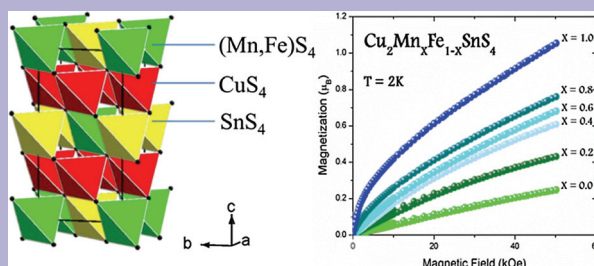 (Mn,Fe)S₄
CuS₄
SnS₄
c
b
a
Cu₂MnₓFe₁₋ₓSnS₄
T = 2K
Magnetization (μB)
1.2
1.0
0.8
0.6
0.4
0.2
0.0
X = 1.0
X = 0.8
X = 0.6
X = 0.4
X = 0.2
X = 0.0
0
20
40
6
Magnetic Field (kOe)